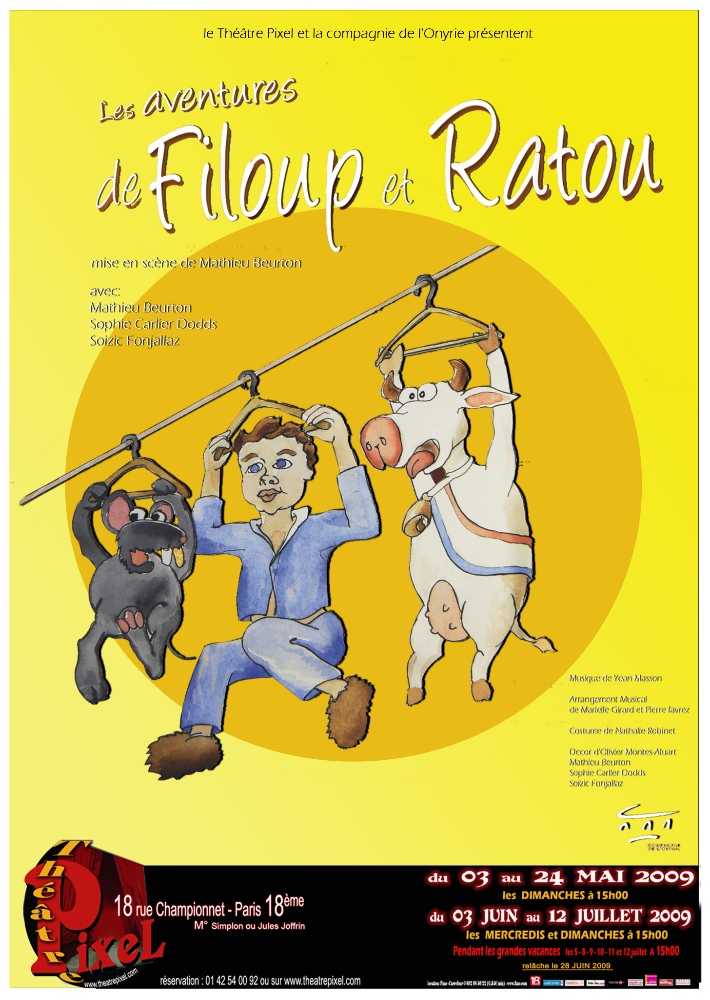 le Théâtre Pixel et la compagnie de l'Onyrie présentent
Les aventures
de Filoup et Ratou
mise en scène de Mathieu Beurton
avec:
Mathieu Beurton
Sophie Carlier Dodds
Soizic Fonjallaz
Musique de Yoan Masson
Arrangement Musical
de Marielle Girard et Pierre favrez
Costume de Nathalie Robinet
Decor d'Olivier Montes-Aluart
Mathieu Beurton
Sophie Carlier Dodds
Soizic Fonjallaz
COMPAGNIE
Théâtre
Pixel
www.theatrepixel.com
18 rue Championnet - Paris 18ème
M° Simplon ou Jules Joffrin
réservation : 01 42 54 00 92 ou sur www.theatrepixel.com
du 03 au 24 MAI 2009
les DIMANCHES à 15h00
du 03 JUIN au 12 JUILLET 2009
les MERCREDIS et DIMANCHES à 15h00
Pendant les grandes vacances les 5 - 8 - 9 - 10 - 11 et 12 juillet A 15h00
relâche le 28 JUIN 2009
location: Fnac -Carrefour 0 892 68 36 22 (0,34€/min) - www.fnac.com
18
MAIRIE DE PARIS